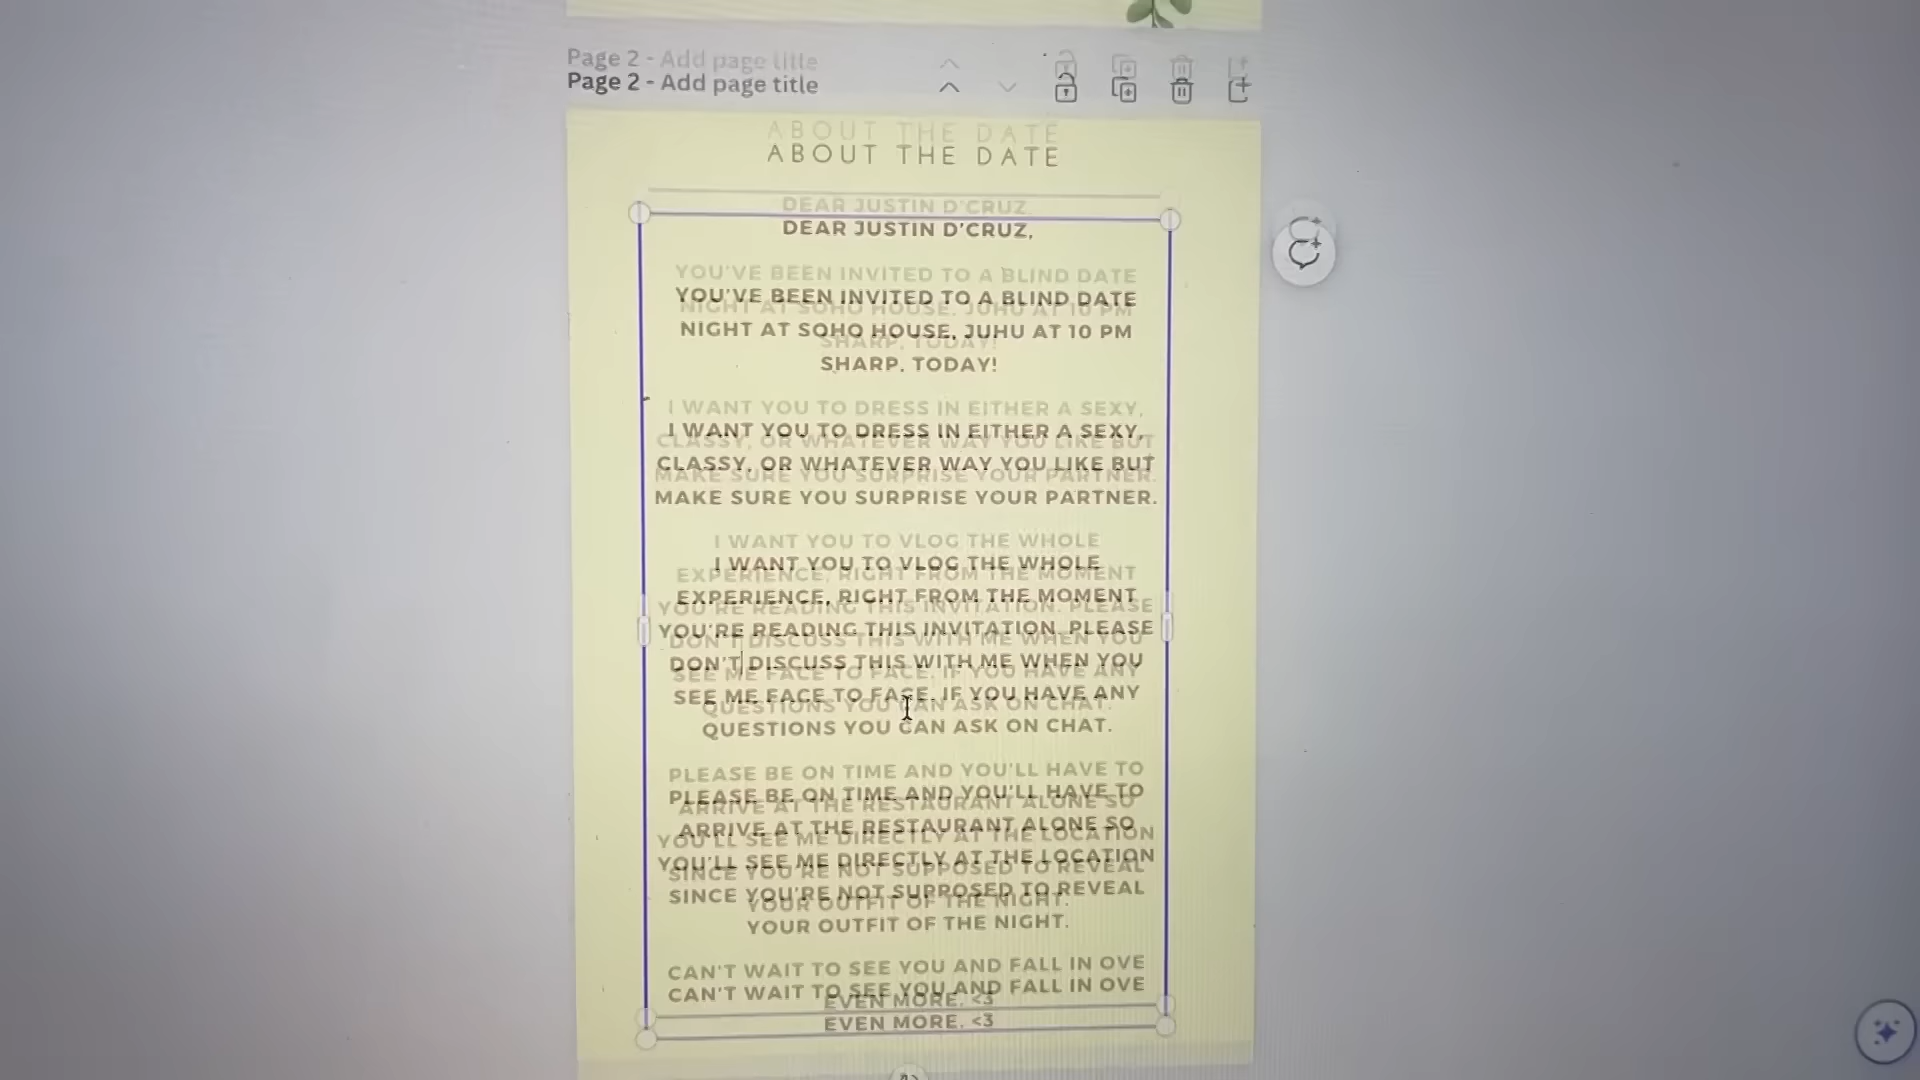 Page 2 - Add page title
ABOUT THE DATE
DEAR JUSTIN D'CRUZ,
YOU'VE BEEN INVITED TO A BLIND DATE
NIGHT AT SOHO HOUSE, JUHU AT 10 PM
SHARP, TODAY!
I WANT YOU TO DRESS IN EITHER A SEXY,
CLASSY, OR WHATEVER WAY YOU LIKE BUT
MAKE SURE YOU SURPRISE YOUR PARTNER.
I WANT YOU TO VLOG THE WHOLE
EXPERIENCE, RIGHT FROM THE MOMENT
YOU'RE READING THIS INVITATION. PLEASE
DON'T DISCUSS THIS WITH ME WHEN YOU
SEE ME FACE TO FACE. IF YOU HAVE ANY
QUESTIONS YOU CAN ASK ON CHAT.
PLEASE BE ON TIME AND YOU'LL HAVE TO
ARRIVE AT THE RESTAURANT ALONE SO
YOU'LL SEE ME DIRECTLY AT THE LOCATION
SINCE YOU'RE NOT SUPPOSED TO REVEAL
YOUR OUTFIT OF THE NIGHT.
CAN'T WAIT TO SEE YOU AND FALL IN OVE
EVEN MORE. <3